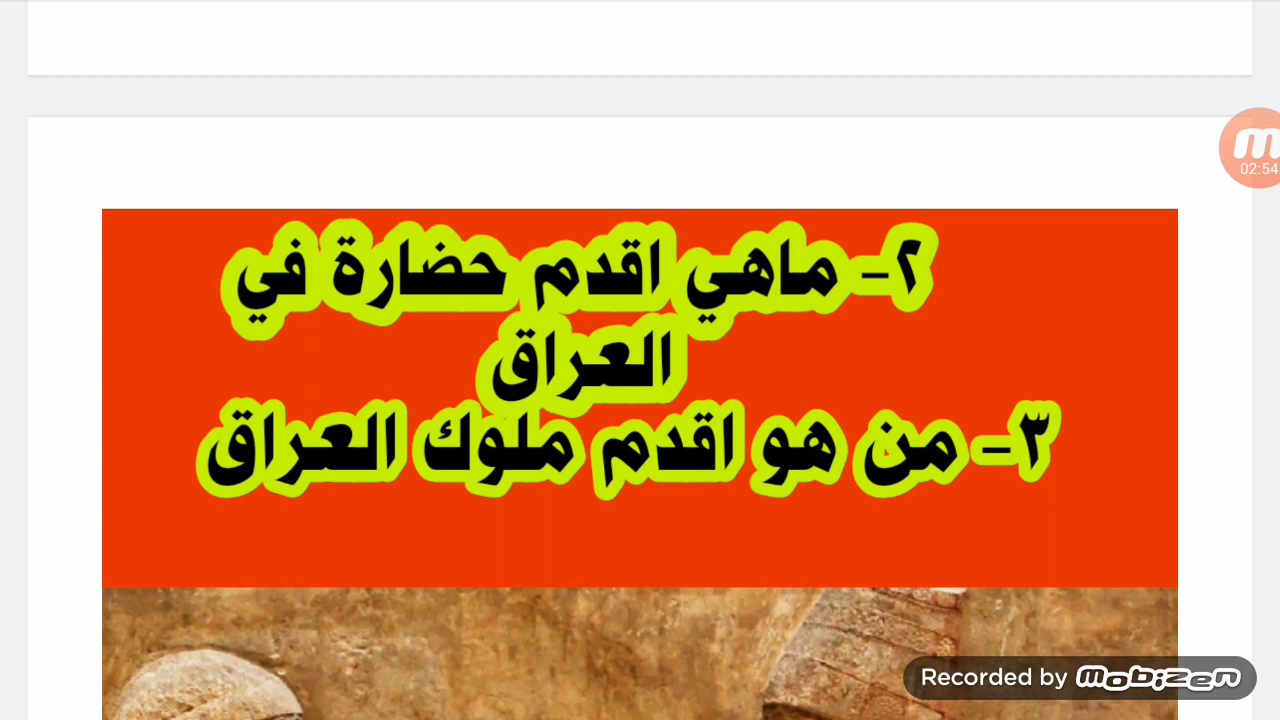 ٢- ماهي اقدم حضارة في
العراق
٣- من هو اقدم ملوك العراق
m
02:54
Recorded by mobizen